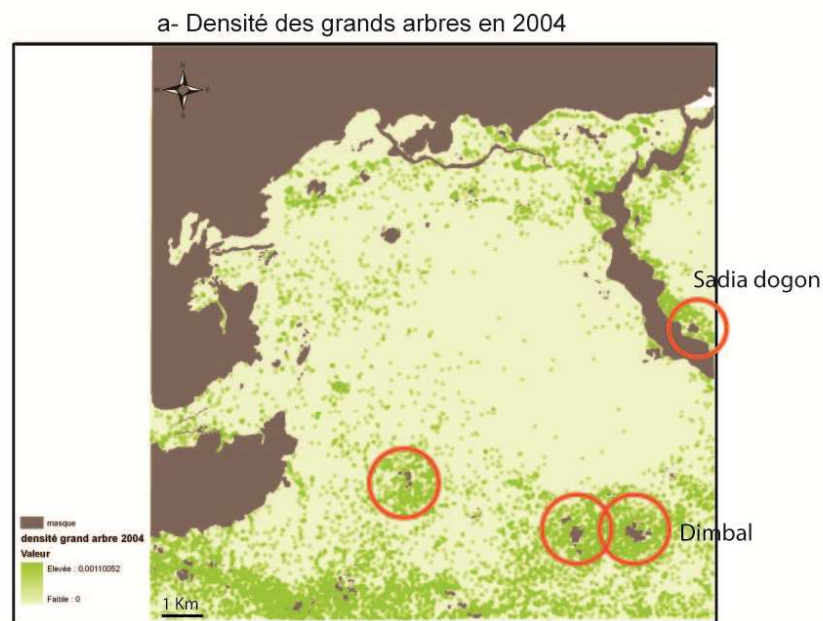 a- Densité des grands arbres en 2004
N
W
E
S
Sadia dogon
Dimbal
masque
densité grand arbre 2004
Valeur
Elevée : 0,00110052
Faible : 0
1 Km